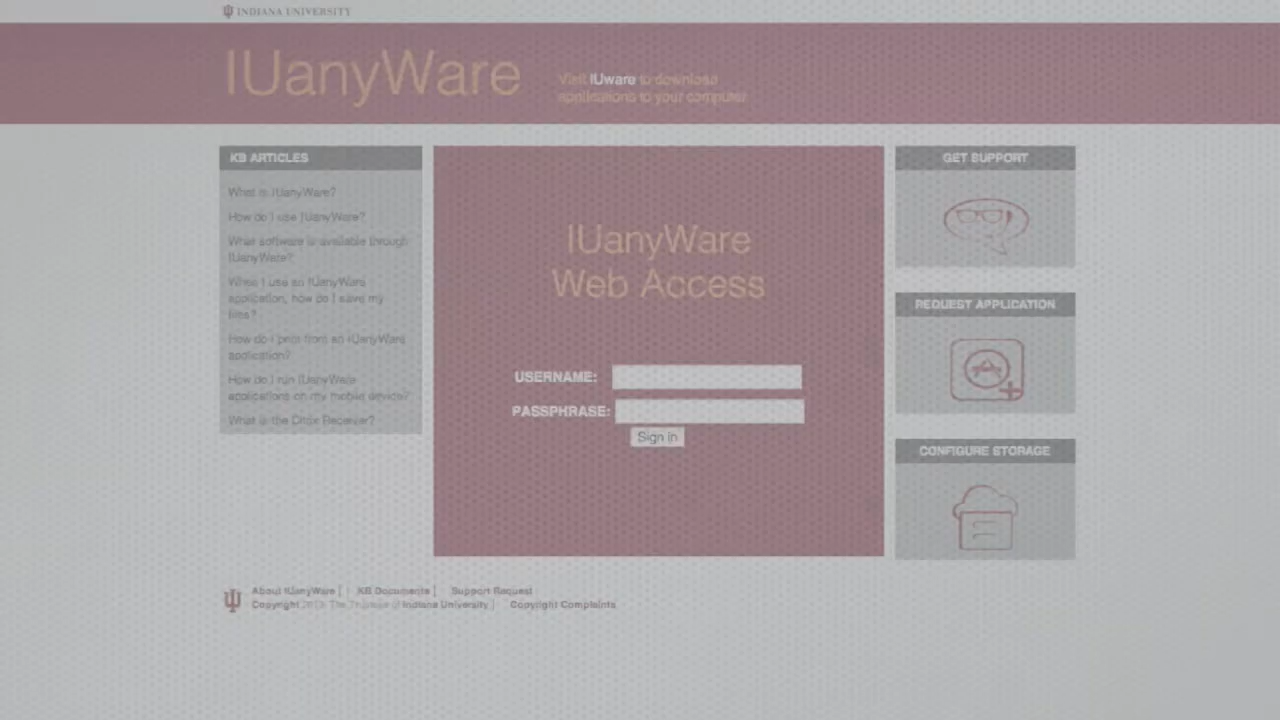 INDIANA UNIVERSITY
IUanyWare
Visit IUware to download
applications to your computer
KB ARTICLES
What is IUanyWare?
How do I use IUanyWare?
What software is available through
IUanyWare?
When I use an IUanyWare
application, how do I save my
files?
How do I print from an IUanyWare
application?
How do I run IUanyWare
applications on my mobile device?
What is the Citrix Receiver?
IUanyWare
Web Access
USERNAME:
PASSPHRASE:
Sign in
GET SUPPORT
REQUEST APPLICATION
CONFIGURE STORAGE
About IUanyWare | | KB Documents | Support Request
Copyright 2013 The Trustees of Indiana University | Copyright Complaints